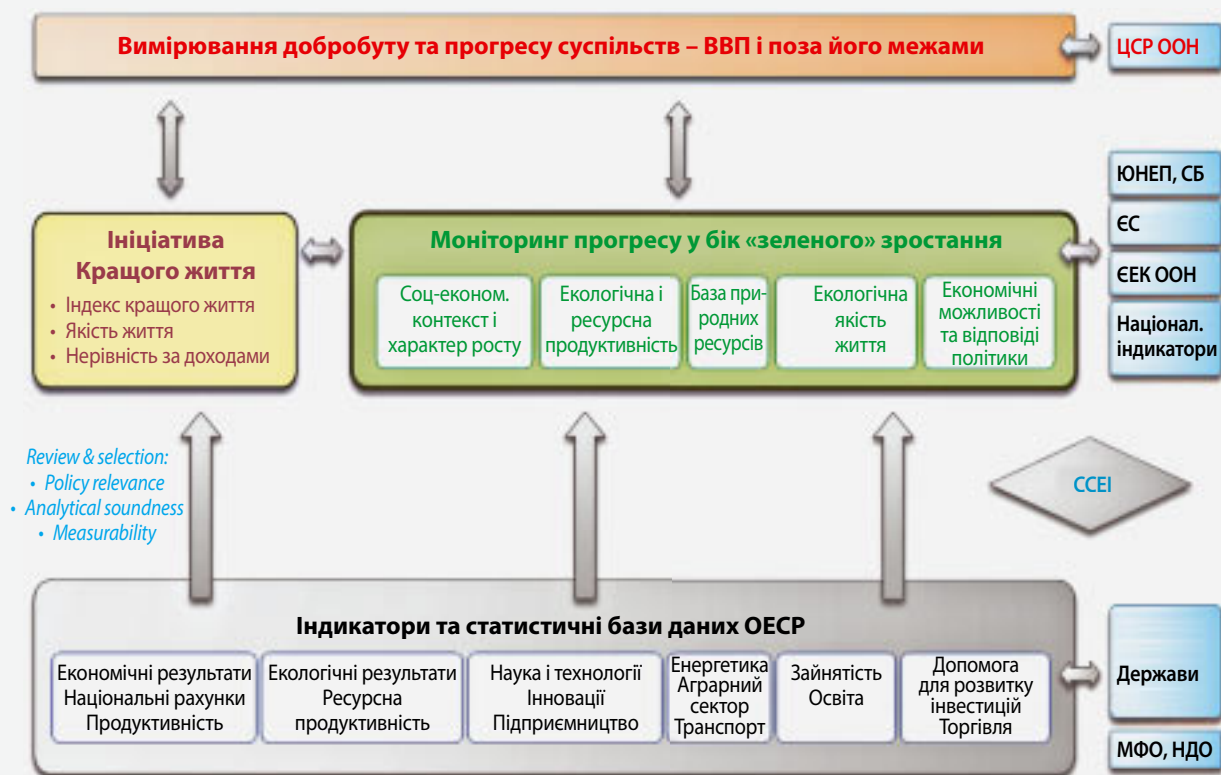 Вимірювання добробуту та прогресу суспільств – ВВП і поза його межами
ЦСР ООН
ЮНЕП, СБ
ЄС
ЄЕК ООН
Націонал.
індикатори
Ініціатива
Кращого життя
• Індекс кращого життя
• Якість життя
• Нерівність за доходами
Моніторинг прогресу у бік «зеленого» зростання
Соц-економ.
контекст і
характер росту
Екологічна і
ресурсна
продуктивність
База при-
родних
ресурсів
Екологічна
якість
життя
Економічні
можливості
та відповіді
політики
Review & selection:
• Policy relevance
• Analytical soundness
• Measurability
CCEI
Індикатори та статистичні бази даних ОЕСР
Економічні результати
Національні рахунки
Продуктивність
Екологічні результати
Ресурсна
продуктивність
Наука і технології
Інновації
Підприємництво
Енергетика
Аграрний
сектор
Транспорт
Зайнятість
Освіта
Допомога
для розвитку
інвестицій
Торгівля
Держави
МФО, НДО